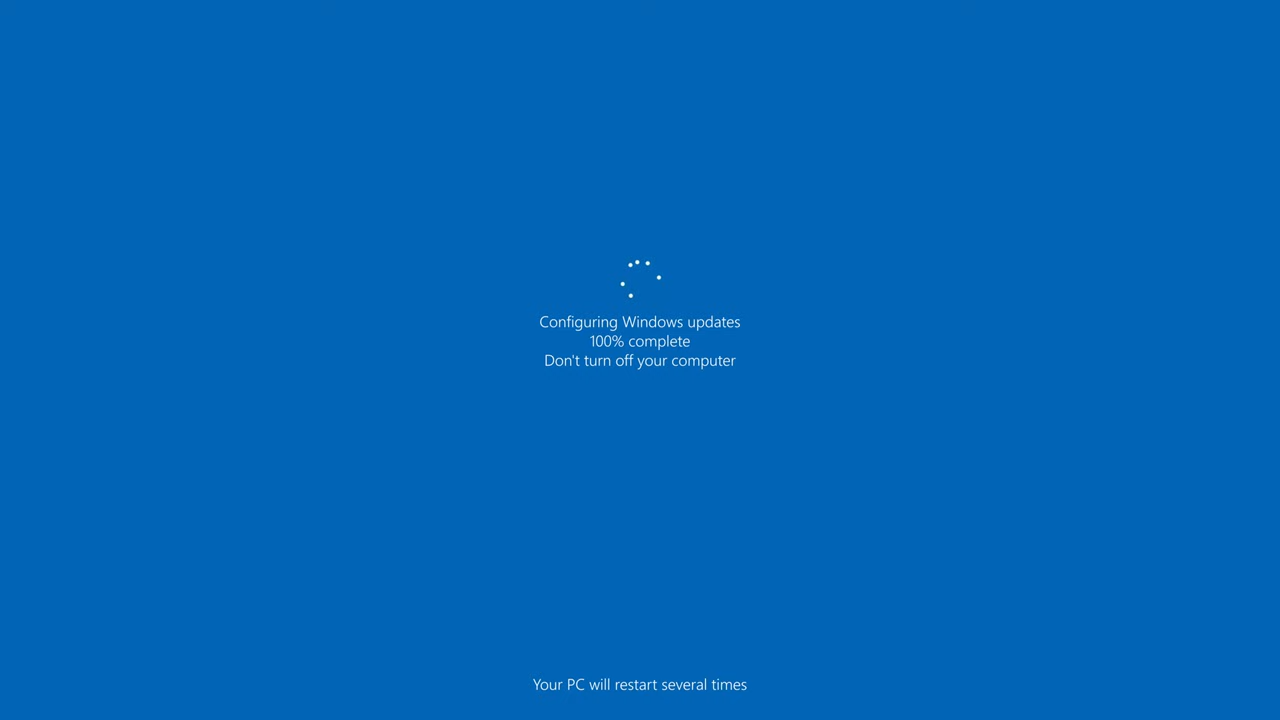 Configuring Windows updates
100% complete
Don't turn off your computer
Your PC will restart several times